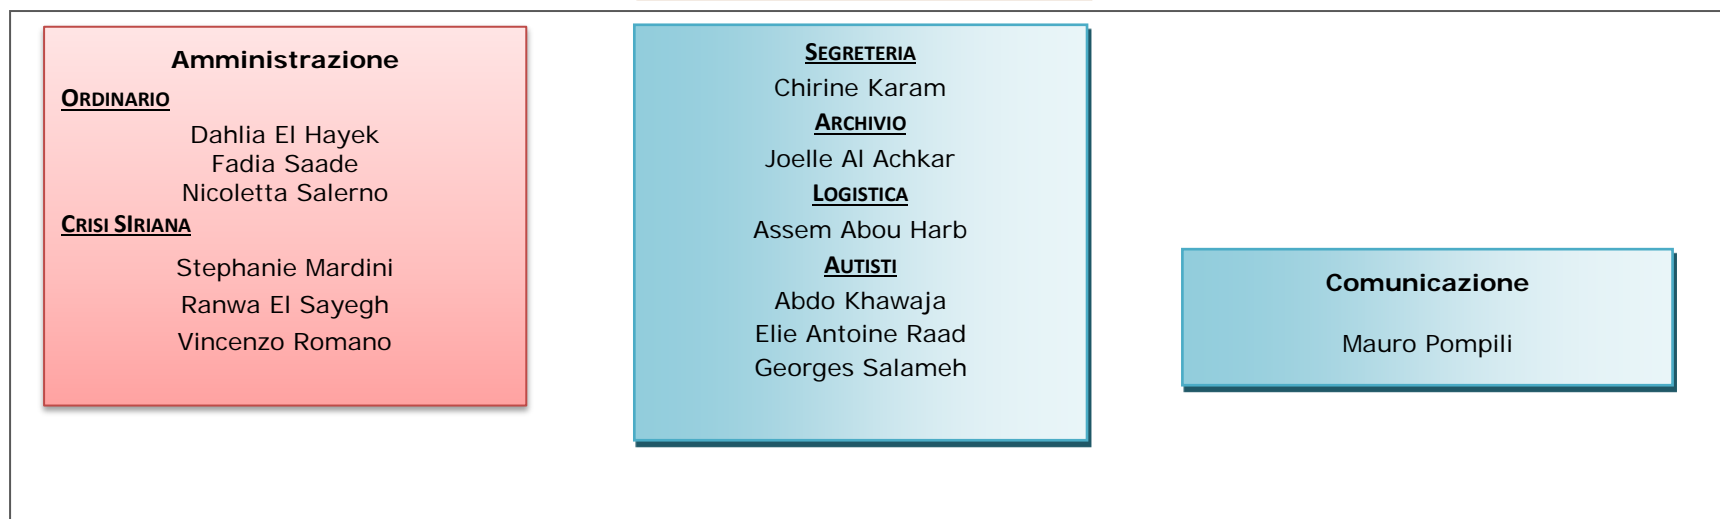 Amministrazione
ORDINARIO
Dahlia El Hayek
Fadia Saade
Nicoletta Salerno
CRISI SIRIANA
Stephanie Mardini
Ranwa El Sayegh
Vincenzo Romano
SEGRETERIA
Chirine Karam
ARCHIVIO
Joelle Al Achkar
LOGISTICA
Assem Abou Harb
AUTISTI
Abdo Khawaja
Elie Antoine Raad
Georges Salameh
Comunicazione
Mauro Pompili